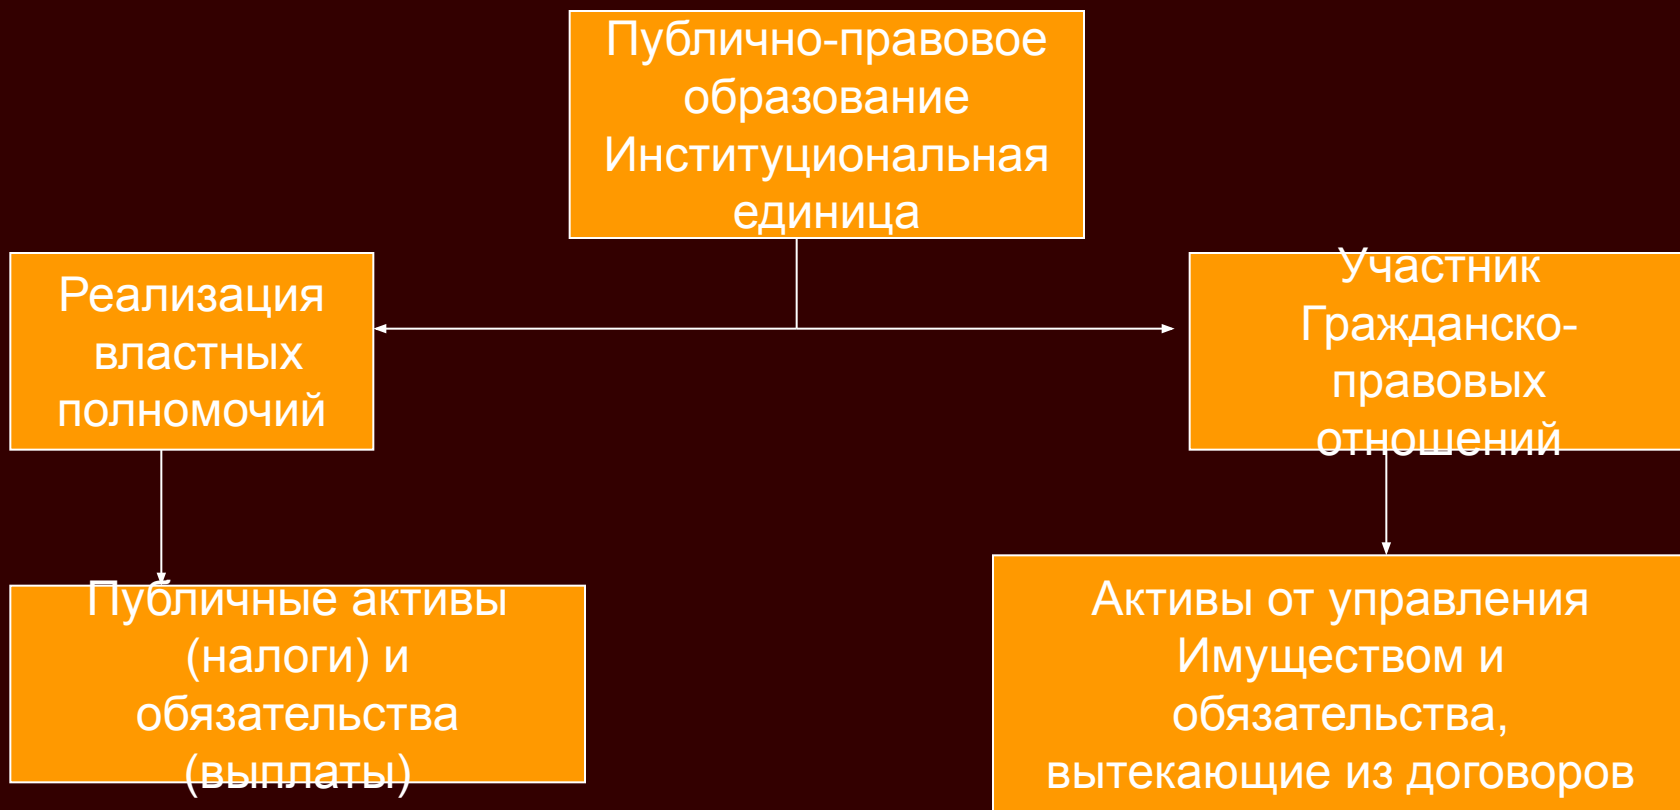 Публично-правовое
образование
Институциональная
единица
Реализация
властных
полномочий
Участник
Гражданско-
правовых
отношений
Публичные активы
(налоги) и
обязательства
(выплаты)
Активы от управления
Имуществом и
обязательства,
вытекающие из договоров